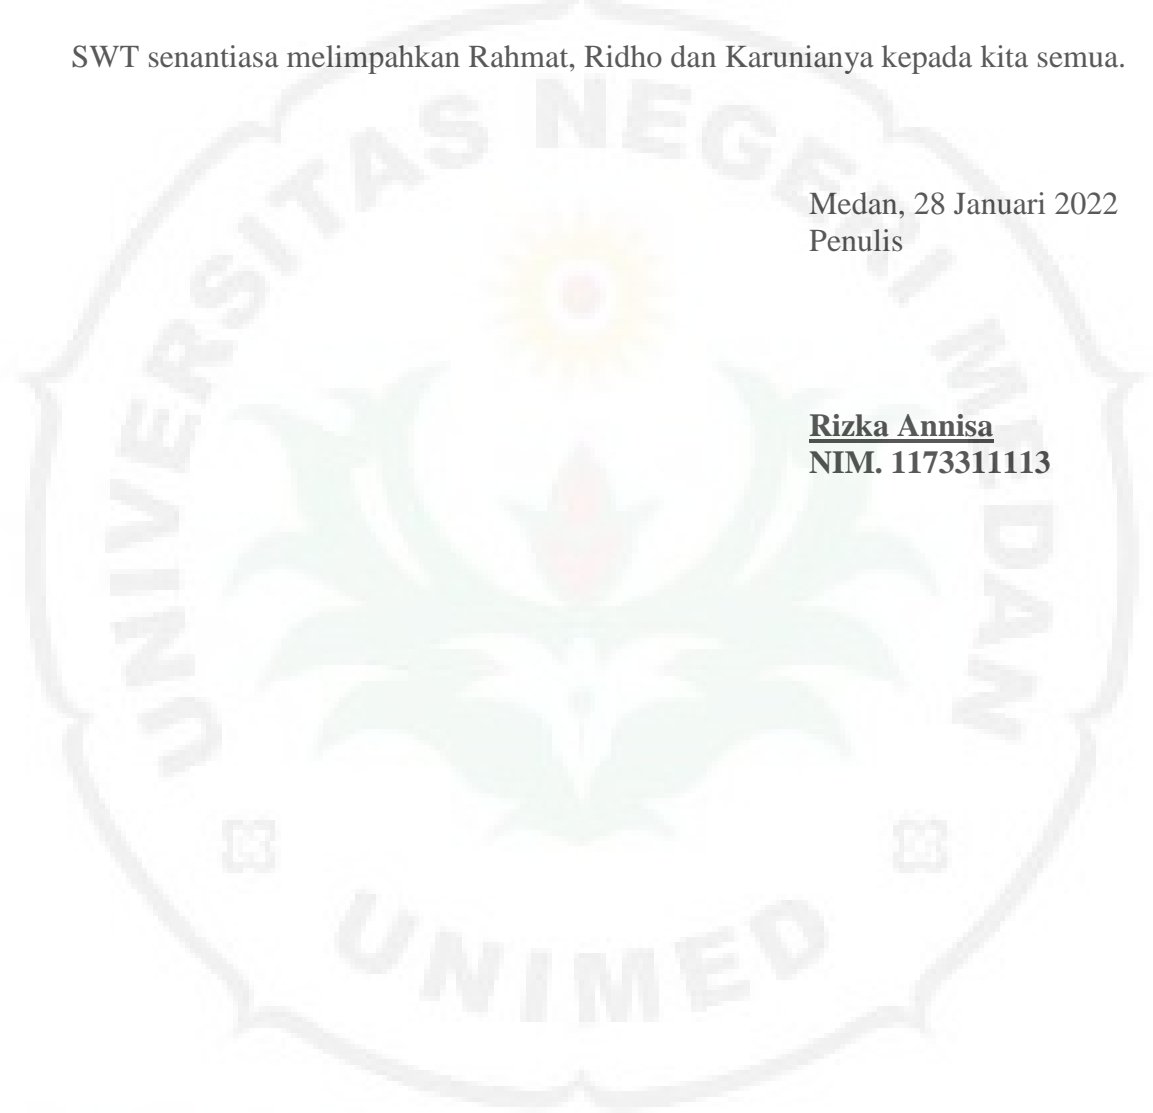 SWT senantiasa melimpahkan Rahmat, Ridho dan Karunianya kepada kita semua.
Medan, 28 Januari 2022
Penulis
Rizka Annisa
NIM. 1173311113
UNIVERSITAS NEGERI MEDAN
UNIMED